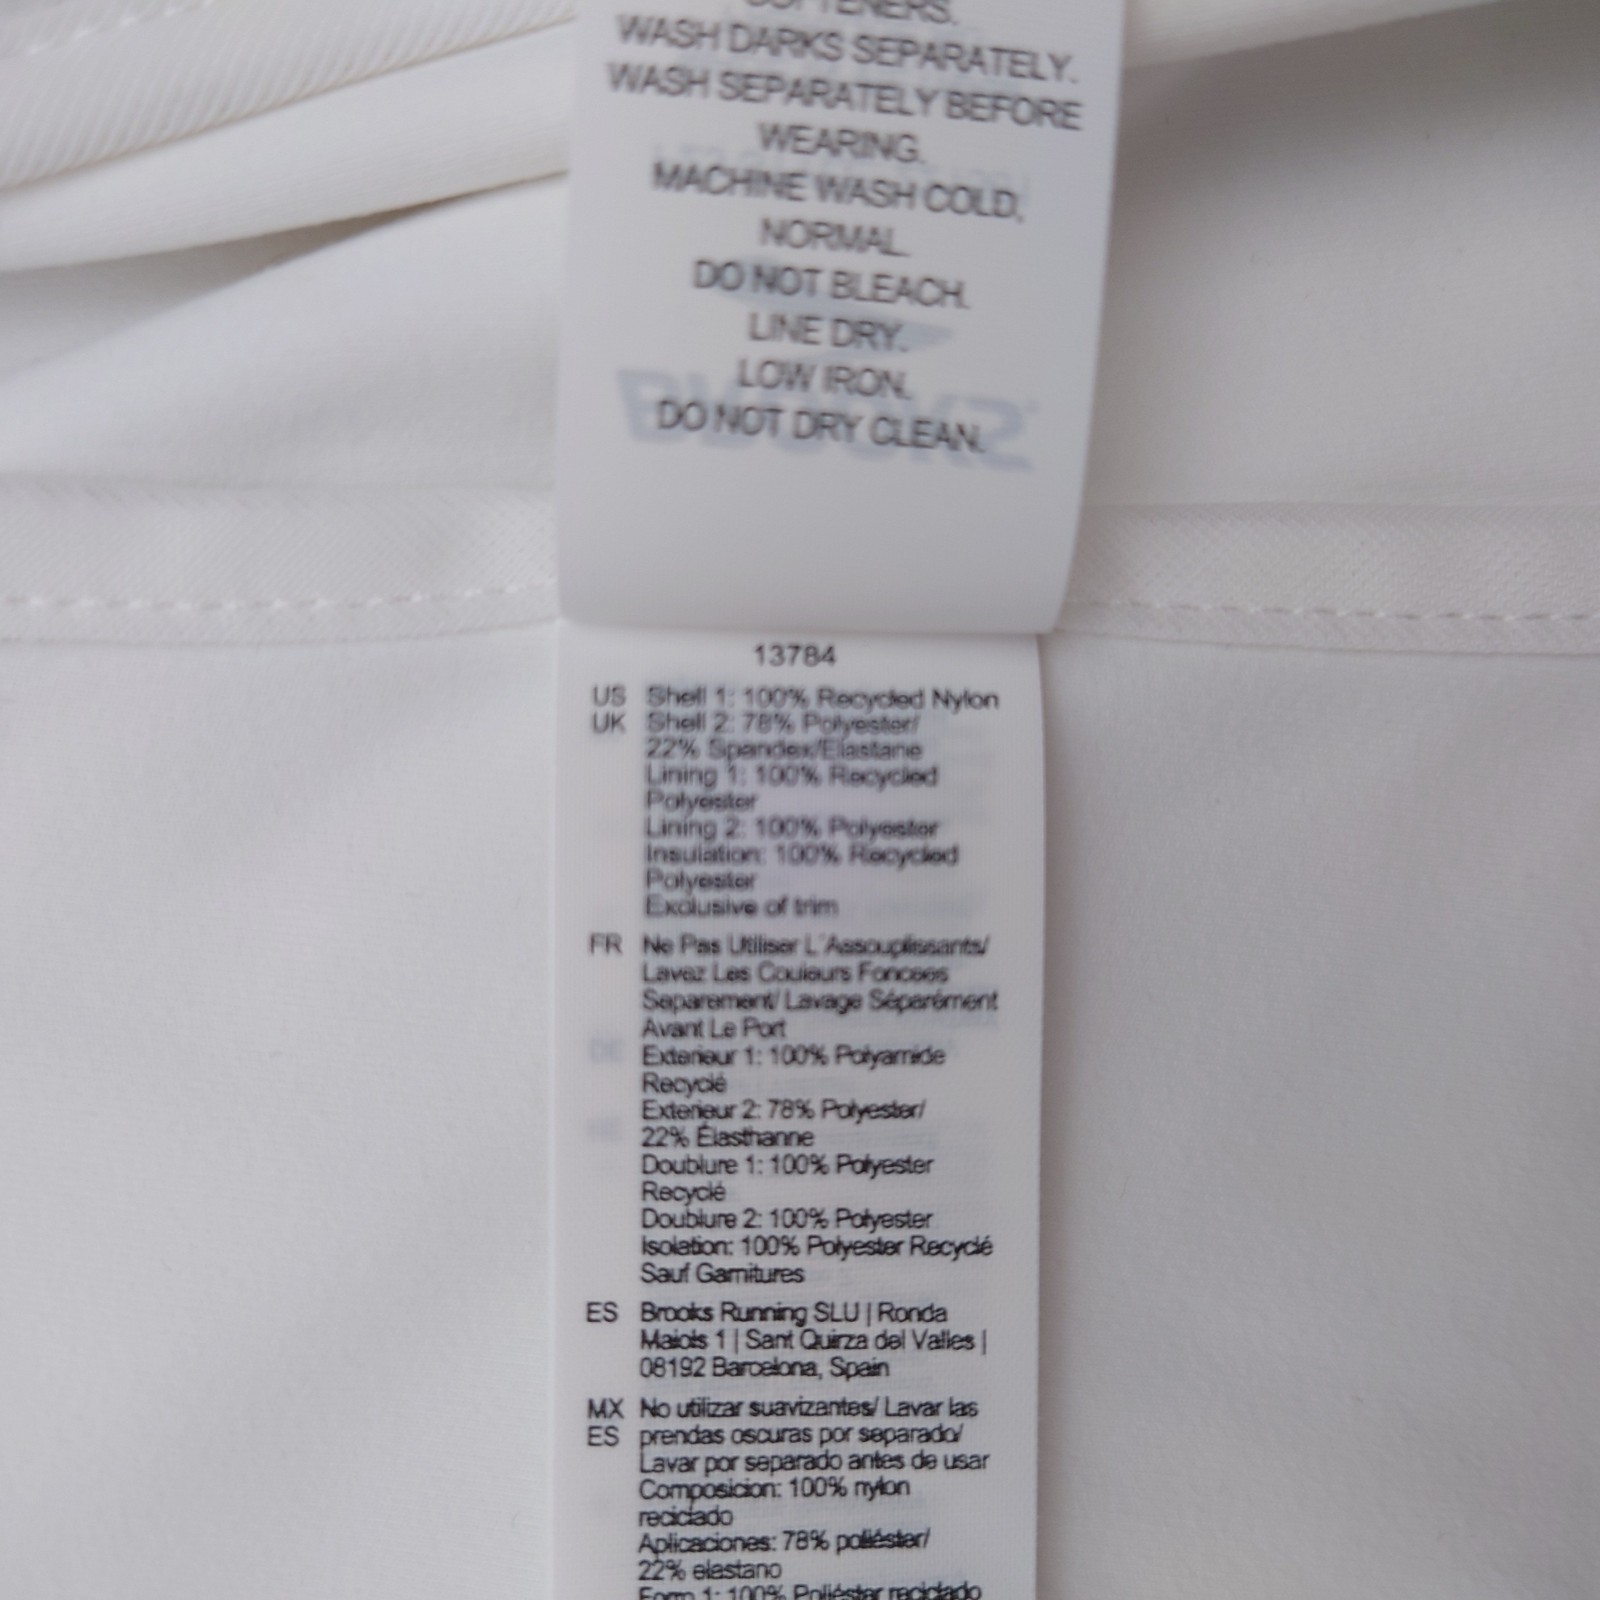 SOFTENERS.
WASH DARKS SEPARATELY.
WASH SEPARATELY BEFORE
WEARING.
MACHINE WASH COLD,
NORMAL.
DO NOT BLEACH.
LINE DRY.
LOW IRON.
DO NOT DRY CLEAN.
13784
US Shell 1: 100% Recycled Nylon
UK Shell 2: 78% Polyester/
22% Spandex/Elastane
Lining 1: 100% Recycled
Polyester
Lining 2: 100% Polyester
Insulation: 100% Recycled
Polyester
Exclusive of trim
FR Ne Pas Utiliser L´Assouplissants/
Lavez Les Couleurs Foncees
Separement/ Lavage Séparément
Avant Le Port
Exterieur 1: 100% Polyamide
Recyclé
Exterieur 2: 78% Polyester/
22% Élasthanne
Doublure 1: 100% Polyester
Recyclé
Doublure 2: 100% Polyester
Isolation: 100% Polyester Recyclé
Sauf Garnitures
ES Brooks Running SLU | Ronda
Maiols 1 | Sant Quirza del Valles |
08192 Barcelona, Spain
MX No utilizar suavizantes/ Lavar las
ES prendas oscuras por separado/
Lavar por separado antes de usar
Composicion: 100% nylon
reciclado
Aplicaciones: 78% poliéster/
22% elastano
Forro 1: 100% Poliéster reciclado